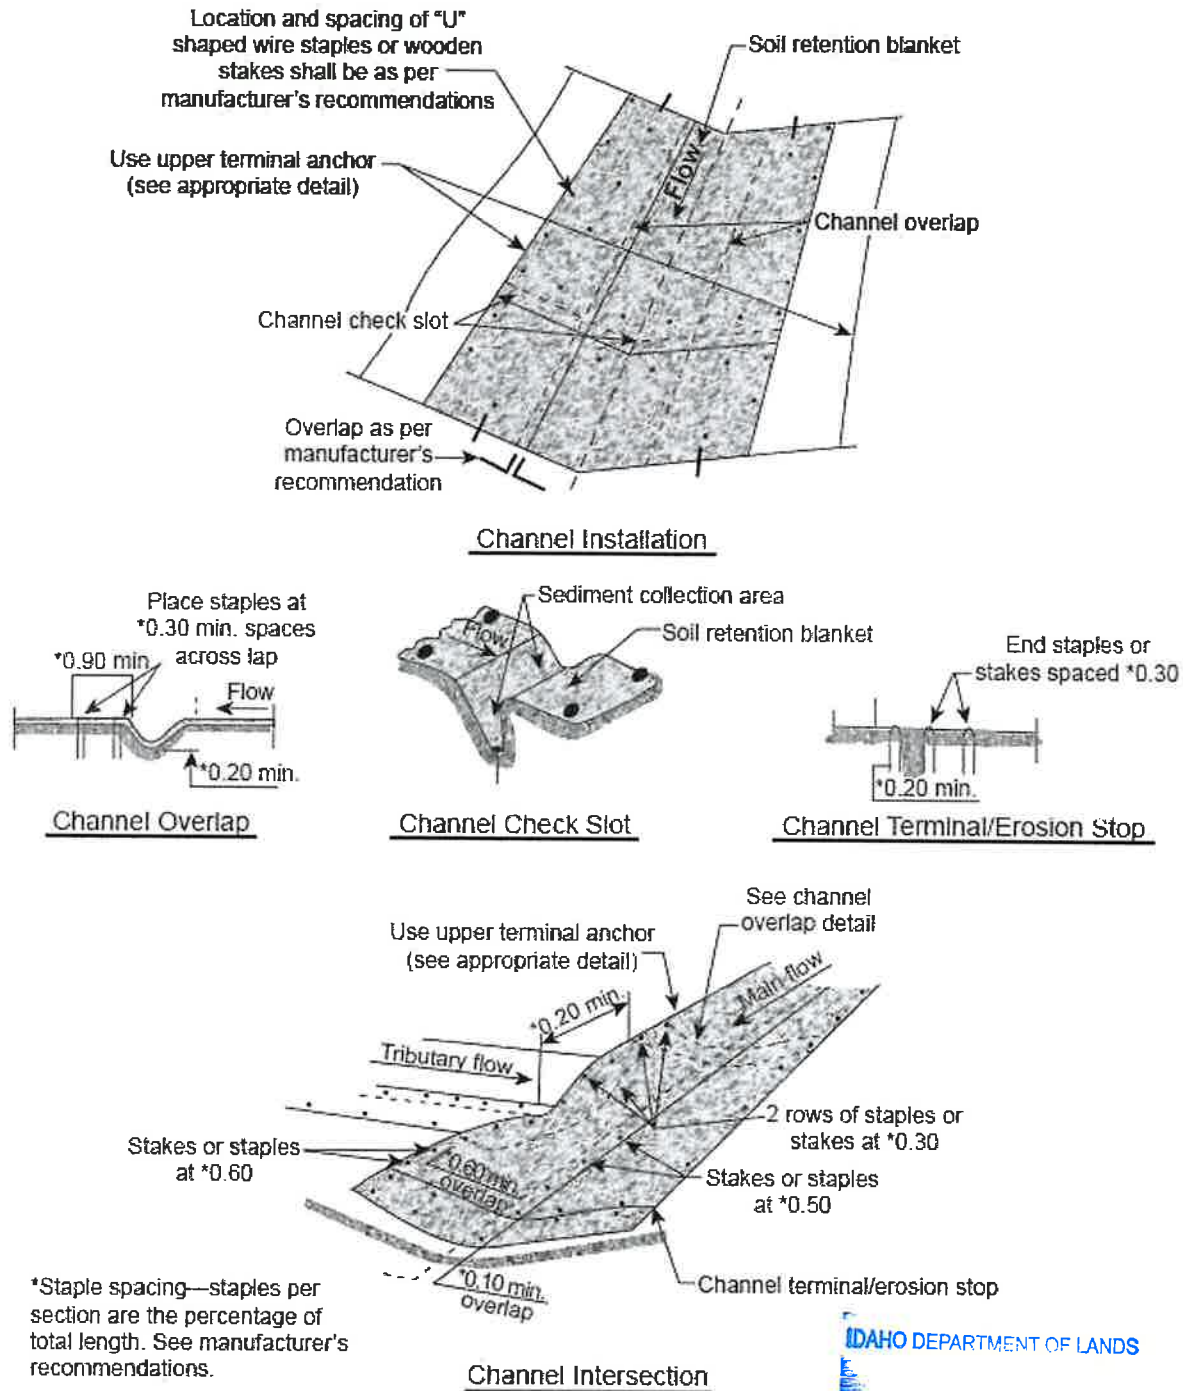 Location and spacing of "U"
shaped wire staples or wooden
stakes shall be as per
manufacturer's recommendations
Soil retention blanket
Use upper terminal anchor
(see appropriate detail)
Flow
Channel overlap
Channel check slot
Overlap as per
manufacturer's
recommendation
Channel Installation
Place staples at
*0.30 min. spaces
across lap
*0.90 min.
Flow
*0.20 min.
Channel Overlap
Sediment collection area
Flow
Soil retention blanket
Channel Check Slot
End staples or
stakes spaced *0.30
*0.20 min.
Channel Terminal/Erosion Stop
See channel
overlap detail
Use upper terminal anchor
(see appropriate detail)
Main flow
*0.20 min.
Tributary flow
2 rows of staples or
stakes at *0.30
Stakes or staples
at *0.60
*0.60 min.
overlap
Stakes or staples
at *0.50
*0.10 min.
overlap
Channel terminal/erosion stop
*Staple spacing—staples per
section are the percentage of
total length. See manufacturer's
recommendations.
Channel Intersection
IDAHO DEPARTMENT OF LANDS